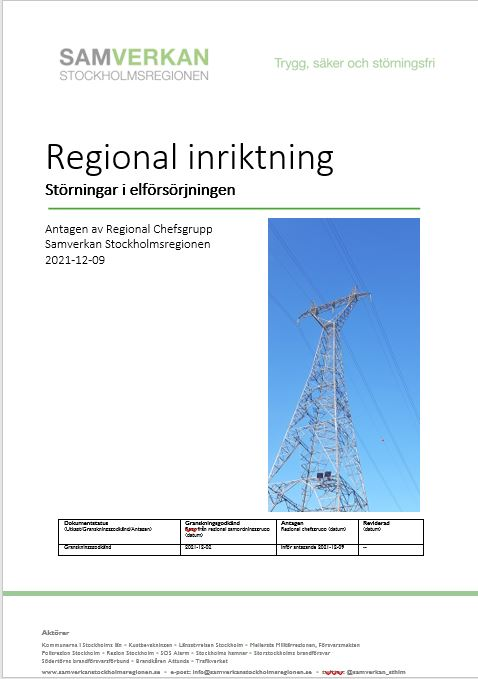 SAMVERKAN
STOCKHOLMSREGIONEN
Trygg, säker och störningsfri
Regional inriktning
Störningar i elförsörjningen
Antagen av Regional Chefsgrupp
Samverkan Stockholmsregionen
2021-12-09
Dokumentstatus
(Utkast/Granskningsgodkänd/Antagen)
Granskningsgodkänd
från regional samordningsgrupp
(datum)
Antagen
Regional chefsgrupp (datum)
Reviderad
(datum)
Granskningsgodkänd
2021-12-02
Inför antagande 2021-12-09
--
Aktörer
Kommunerna i Stockholms län – Kustbevakningen – Länsstyrelsen Stockholm – Mellersta Militärregionen, Försvarsmakten
Polisregion Stockholm – Region Stockholm – SOS Alarm – Stockholms hamnar – Storstockholms brandförsvar
Södertörns brandförsvarsförbund – Brandkåren Attunda – Trafikverket
www.samverkanstockholmsregionen.se – e-post: info@samverkanstockholmsregionen.se – twitter: @samverkan_sthlm